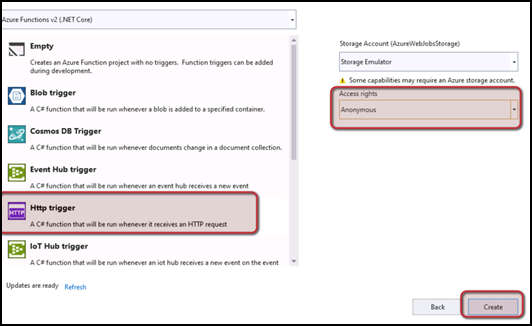 Azure Functions v2 (.NET Core)
Empty
Creates an Azure Function project with no triggers. Function triggers can be added
during development.
Blob trigger
A C# function that will be run whenever a blob is added to a specified container.
Cosmos DB Trigger
A C# function that will be run whenever documents change in a document collection.
Event Hub trigger
A C# function that will be run whenever an event hub receives a new event
Http trigger
HTTP
A C# function that will be run whenever it receives an HTTP request
IoT Hub trigger
A C# function that will be run whenever an iot hub receives a new event on the event
Updates are ready Refresh
Storage Account (AzureWebJobsStorage)
Storage Emulator
Some capabilities may require an Azure storage account.
Access rights
Anonymous
Back Create